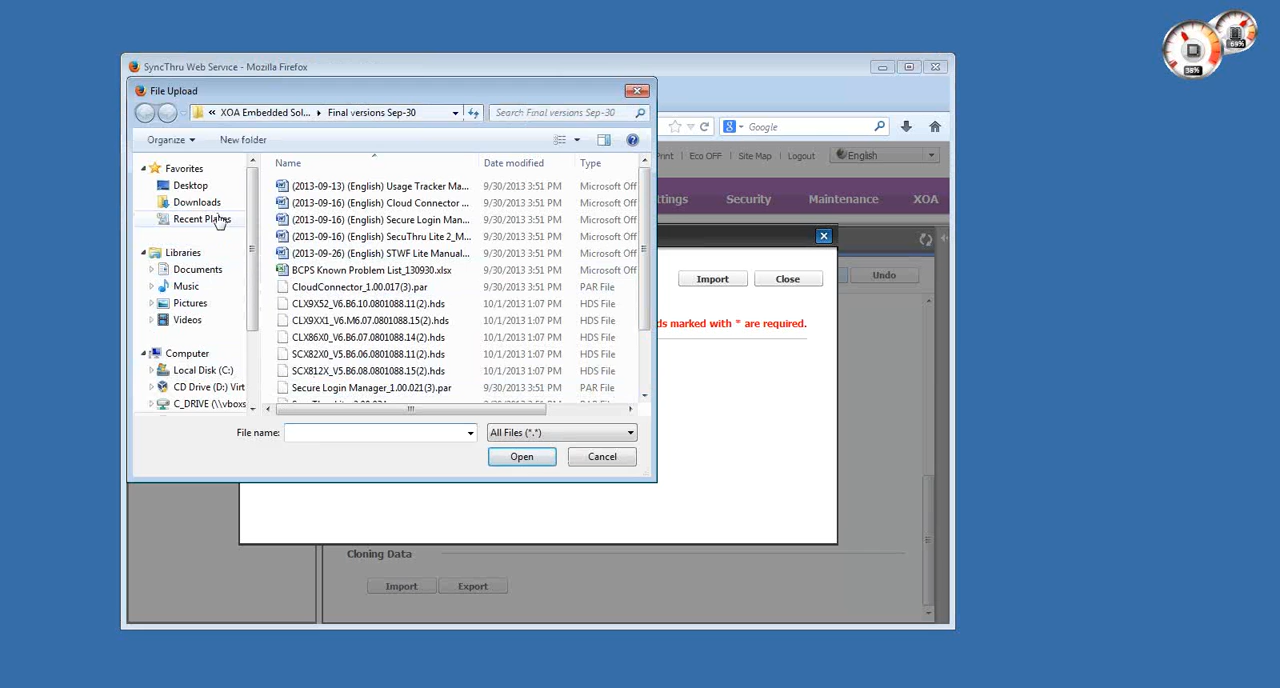 38%
69%
SyncThru Web Service - Mozilla Firefox
File Upload
« XOA Embedded Sol... Final versions Sep-30
Search Final versions Sep-30
Organize
New folder
Google
Print Eco OFF Site Map Logout English
ttings Security Maintenance XOA
Favorites
Desktop
Downloads
Recent Places
Libraries
Documents
Music
Pictures
Videos
Computer
Local Disk (C:)
CD Drive (D:) Virt
C_DRIVE (\\vboxs
Name Date modified Type
(2013-09-13) (English) Usage Tracker Ma... 9/30/2013 3:51 PM Microsoft Off
(2013-09-16) (English) Cloud Connector ... 9/30/2013 3:51 PM Microsoft Off
(2013-09-16) (English) Secure Login Man... 9/30/2013 3:51 PM Microsoft Off
(2013-09-16) (English) SecuThru Lite 2_M... 9/30/2013 3:51 PM Microsoft Off
(2013-09-26) (English) STWF Lite Manual... 9/30/2013 3:51 PM Microsoft Off
BCPS Known Problem List_130930.xlsx 9/30/2013 3:51 PM Microsoft Off
CloudConnector_1.00.017(3).par 9/30/2013 3:51 PM PAR File
CLX9X52_V6.B6.10.0801088.11(2).hds 10/1/2013 1:07 PM HDS File
CLX9XX1_V6.M6.07.0801088.15(2).hds 10/1/2013 1:07 PM HDS File
CLX86X0_V6.B6.07.0801088.14(2).hds 10/1/2013 1:07 PM HDS File
SCX82X0_V5.B6.06.0801088.11(2).hds 10/1/2013 1:07 PM HDS File
SCX812X_V5.B6.08.0801088.15(2).hds 10/1/2013 1:07 PM HDS File
Secure Login Manager_1.00.021(3).par 9/30/2013 3:51 PM PAR File
File name:
All Files (*.*)
Open
Cancel
Import
Close
Undo
ds marked with * are required.
Cloning Data
Import
Export